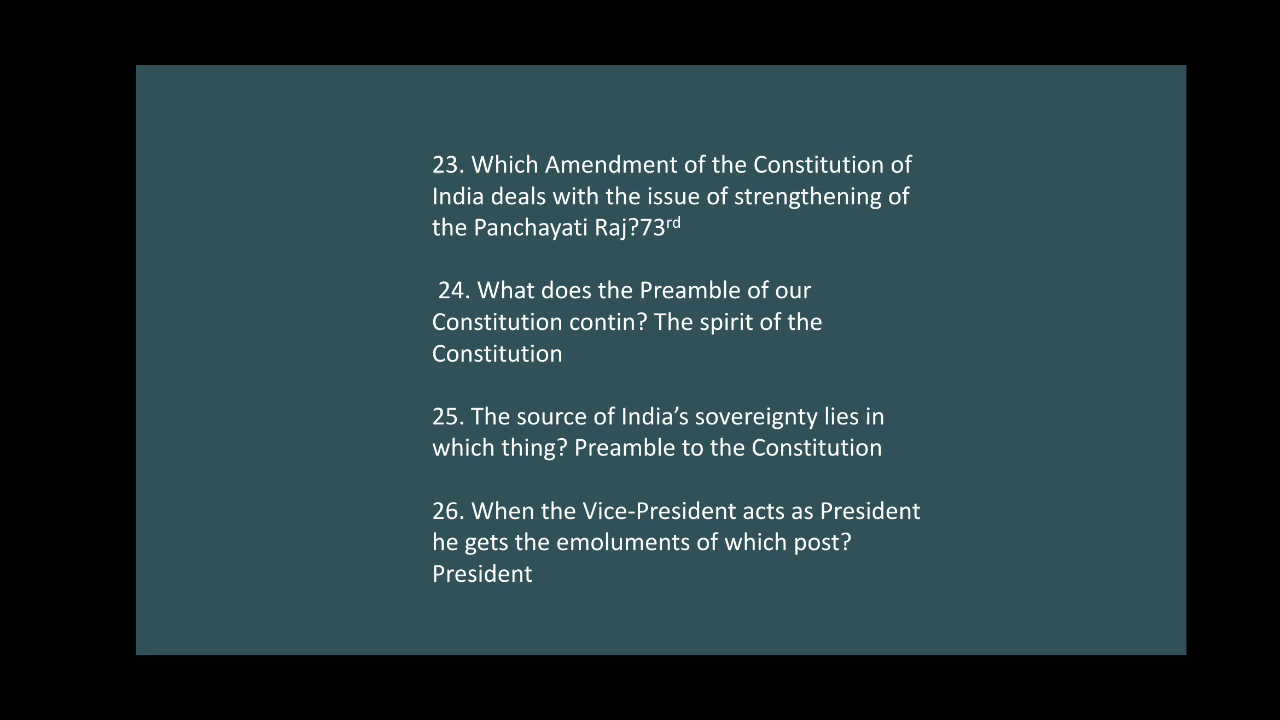 23. Which Amendment of the Constitution of
India deals with the issue of strengthening of
the Panchayati Raj?73rd
24. What does the Preamble of our
Constitution contin? The spirit of the
Constitution
25. The source of India’s sovereignty lies in
which thing? Preamble to the Constitution
26. When the Vice-President acts as President
he gets the emoluments of which post?
President